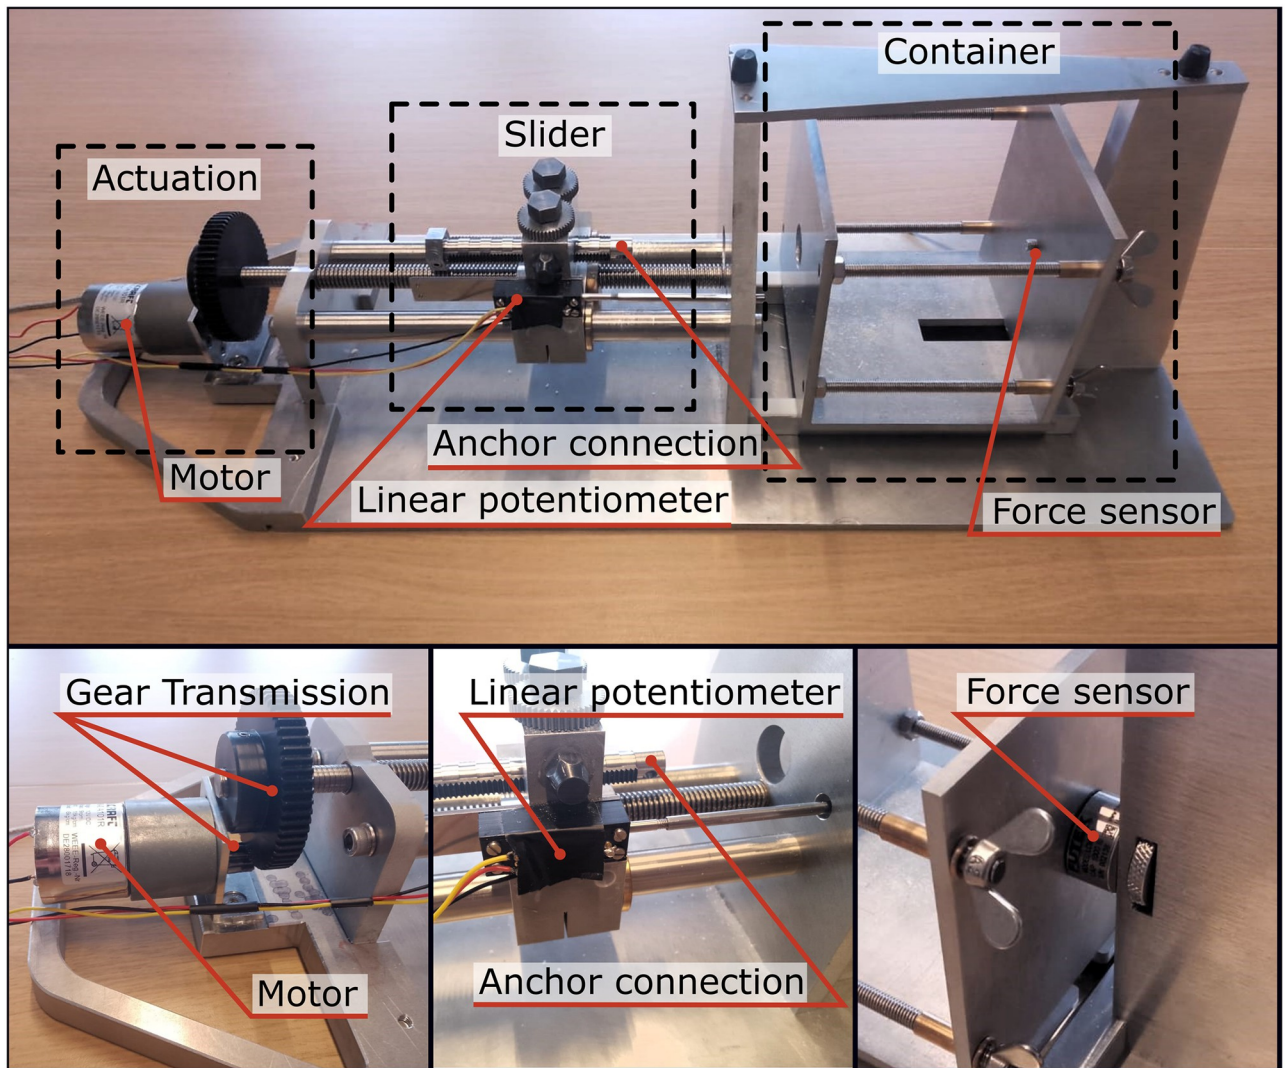 Container
Slider
Actuation
Anchor connection
Motor
Linear potentiometer
Force sensor
Gear Transmission
Motor
Linear potentiometer
Anchor connection
Force sensor